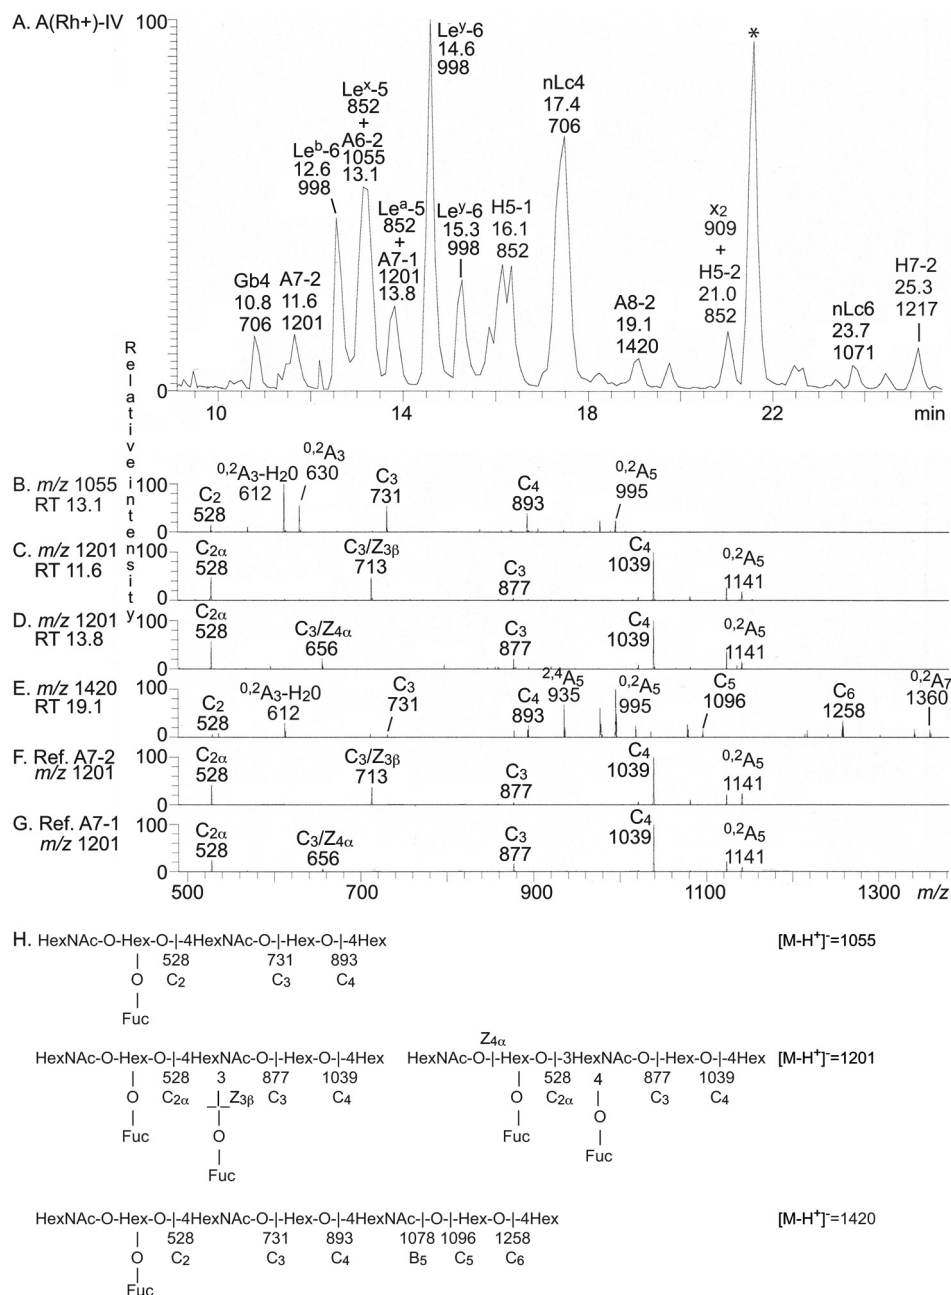 A. A(Rh+)-IV
100
Leʸ-6
14.6
998
*
Leˣ-5
852
+
A6-2
1055
13.1
nLc4
17.4
706
Leᵇ-6
12.6
998
Leᵃ-5
852
+
A7-1
1201
13.8
Leʸ-6
15.3
998
H5-1
16.1
852
x₂
909
+
H5-2
21.0
852
Gb4
10.8
706
A7-2
11.6
1201
A8-2
19.1
1420
nLc6
23.7
1071
H7-2
25.3
1217
0
10 14 18 22 min
Relative intensity
B. m/z 1055
RT 13.1
100
0
C₂
528
⁰,²A₃-H₂0
612
⁰,²A₃
630
C₃
731
C₄
893
⁰,²A₅
995
C. m/z 1201
RT 11.6
100
0
C₂α
528
C₃/Z₃β
713
C₃
877
C₄
1039
⁰,²A₅
1141
D. m/z 1201
RT 13.8
100
0
C₂α
528
C₃/Z₄α
656
C₃
877
C₄
1039
⁰,²A₅
1141
E. m/z 1420
RT 19.1
100
0
C₂
528
⁰,²A₃-H₂0
612
C₃
731
C₄
893
²,⁴A₅
935
⁰,²A₅
995
C₅
1096
C₆
1258
⁰,²A₇
1360
F. Ref. A7-2
m/z 1201
100
0
C₂α
528
C₃/Z₃β
713
C₃
877
C₄
1039
⁰,²A₅
1141
G. Ref. A7-1
m/z 1201
100
0
C₂α
528
C₃/Z₄α
656
C₃
877
C₄
1039
⁰,²A₅
1141
500 700 900 1100 1300 m/z
H. HexNAc-O-Hex-O-|-4HexNAc-O-|-Hex-O-|-4Hex [M-H⁺]⁻=1055
| 528 731 893
O C₂ C₃ C₄
|
Fuc
Z₄α
HexNAc-O-Hex-O-|-4HexNAc-O-|-Hex-O-|-4Hex HexNAc-O-|-Hex-O-|-3HexNAc-O-|-Hex-O-|-4Hex [M-H⁺]⁻=1201
| 528 3 877 1039 | 528 4 877 1039
O C₂α _|_Z₃β C₃ C₄ O C₂α | C₃ C₄
| | | O
Fuc O Fuc |
| Fuc
Fuc
HexNAc-O-Hex-O-|-4HexNAc-O-|-Hex-O-|-4HexNAc-|-O-|-Hex-O-|-4Hex [M-H⁺]⁻=1420
| 528 731 893 1078 1096 1258
O C₂ C₃ C₄ B₅ C₅ C₆
|
Fuc